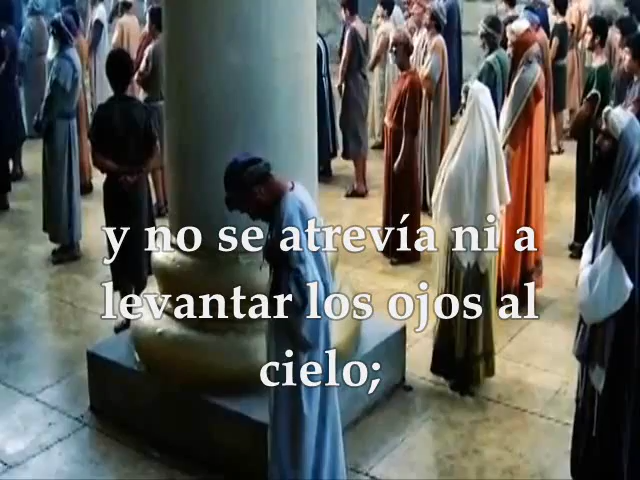 y no se atrevía ni a
levantar los ojos al
cielo;